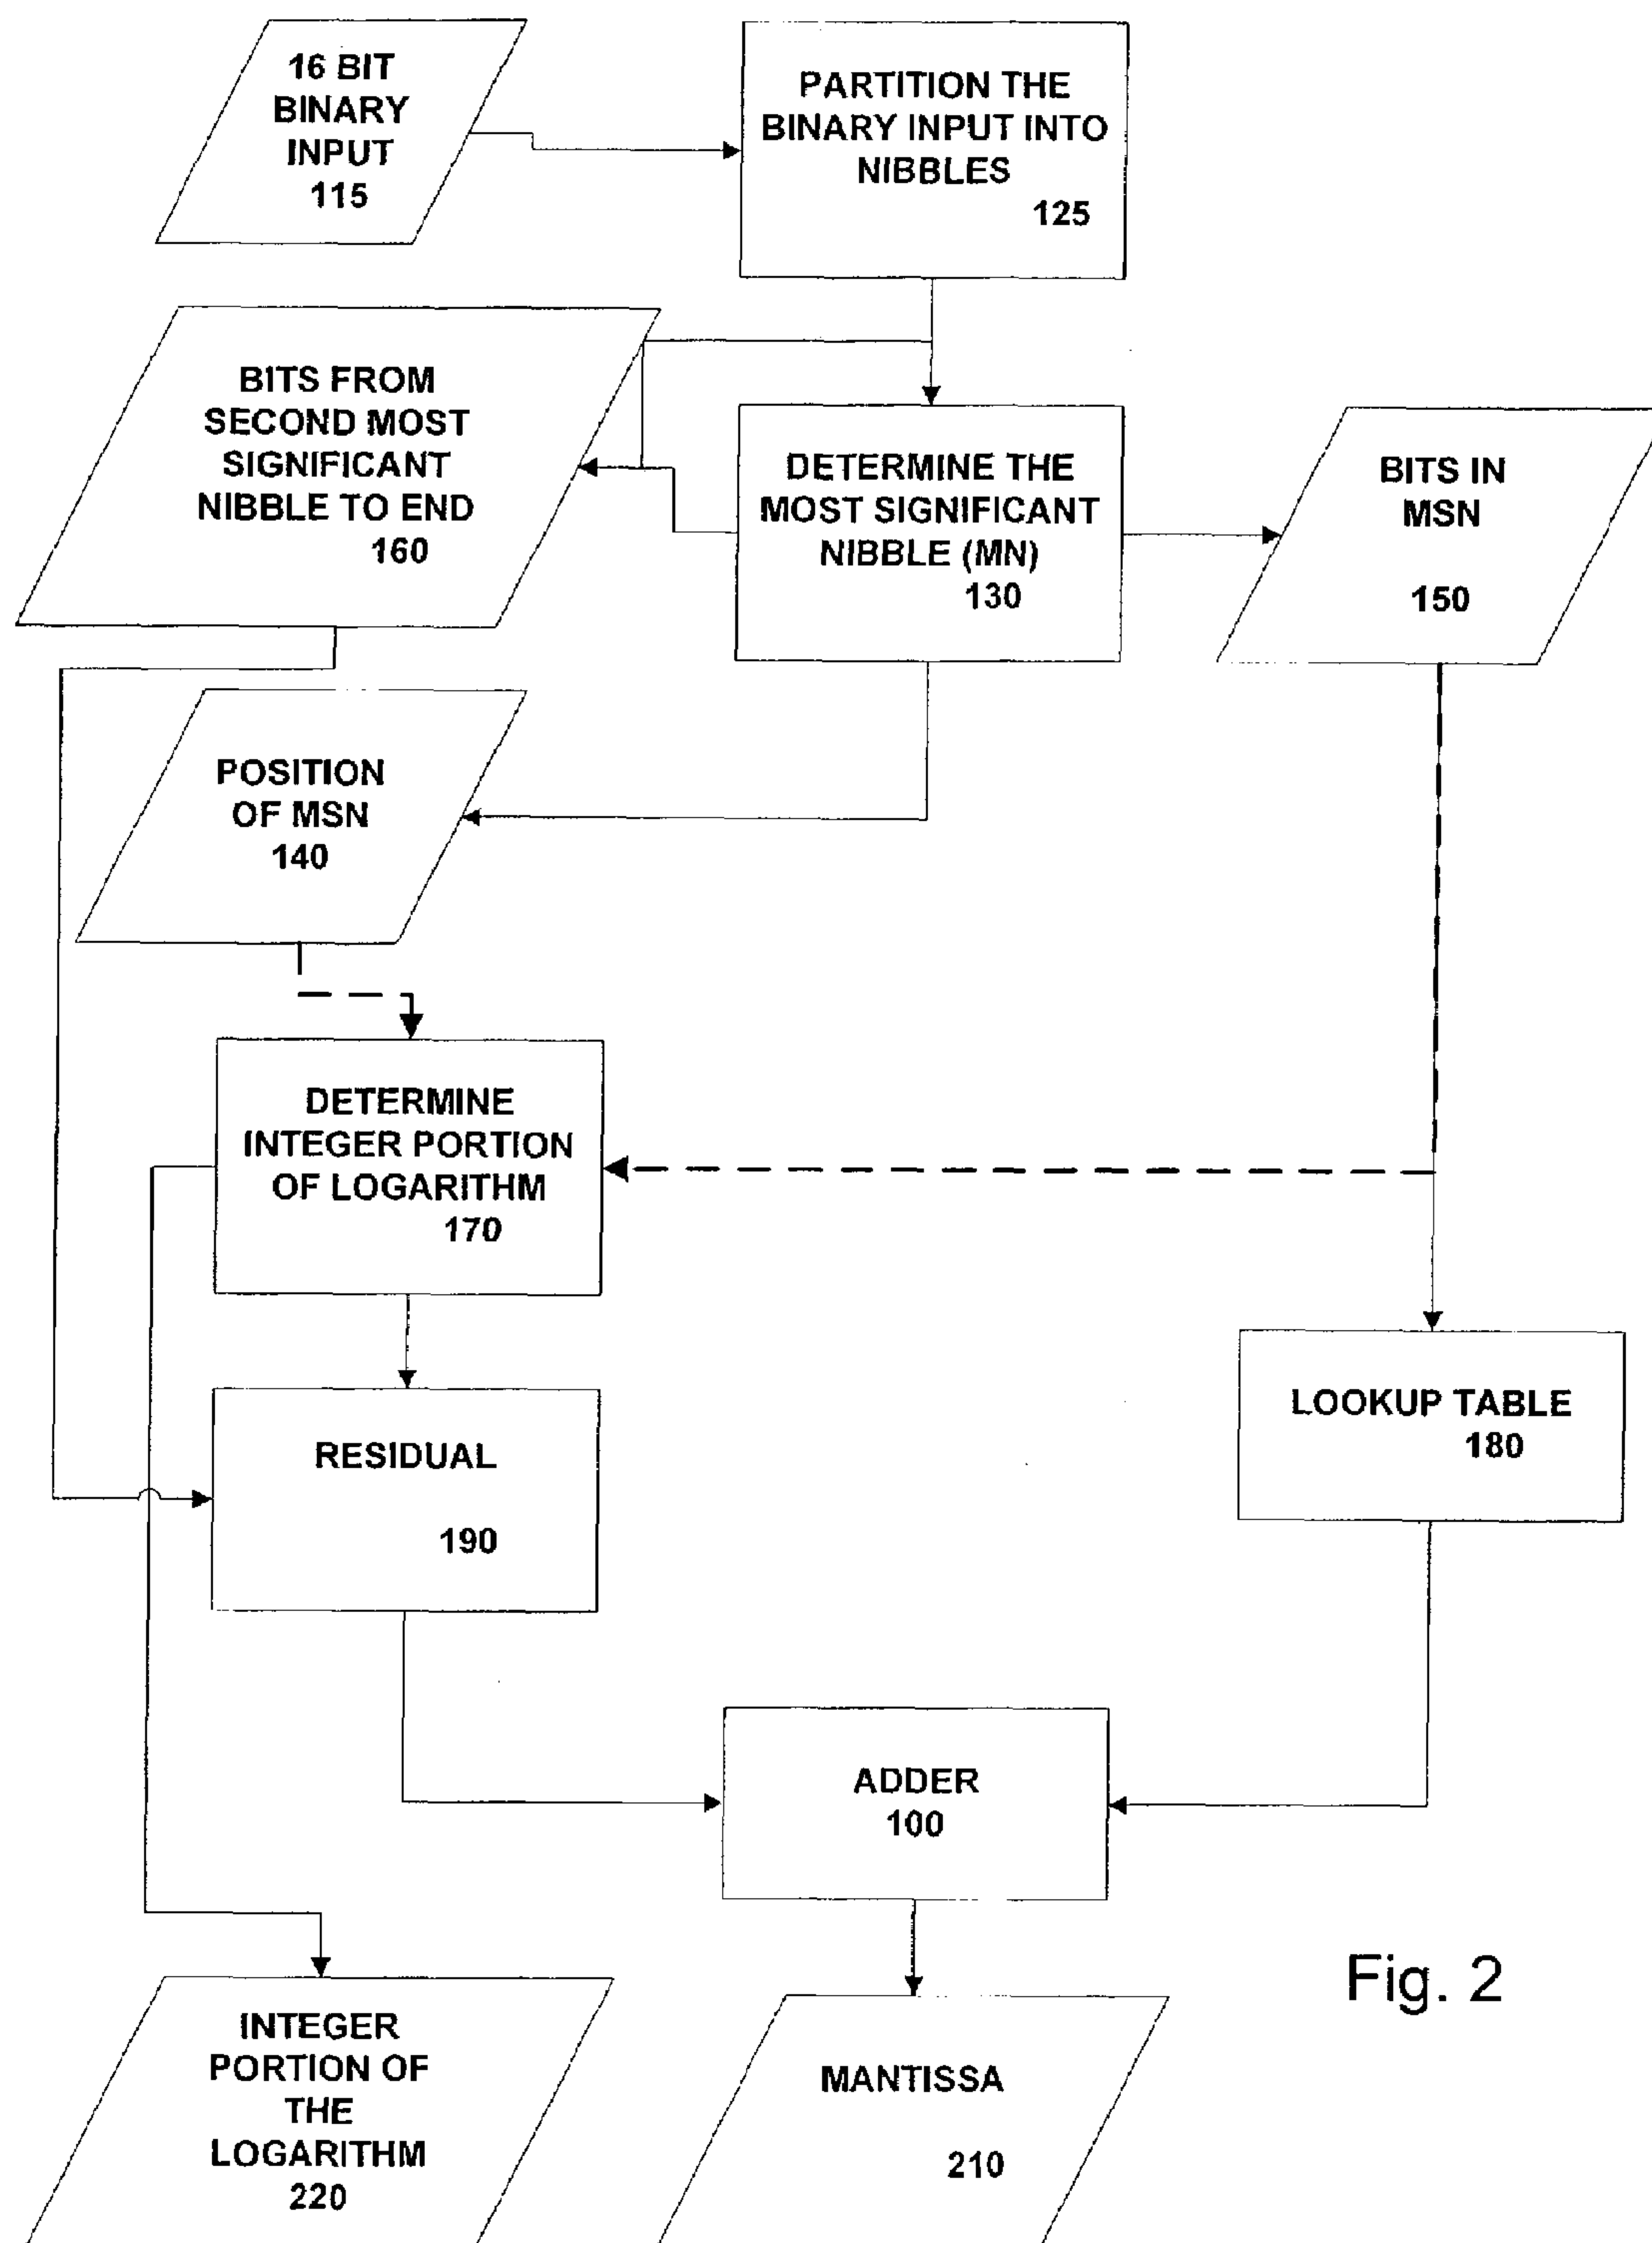 16 BIT
BINARY
INPUT
115
PARTITION THE
BINARY INPUT INTO
NIBBLES
125
BITS FROM
SECOND MOST
SIGNIFICANT
NIBBLE TO END
160
DETERMINE THE
MOST SIGNIFICANT
NIBBLE (MN)
130
BITS IN
MSN
150
POSITION
OF MSN
140
DETERMINE
INTEGER PORTION
OF LOGARITHM
170
RESIDUAL
190
LOOKUP TABLE
180
ADDER
100
INTEGER
PORTION OF
THE
LOGARITHM
220
MANTISSA
210
Fig. 2